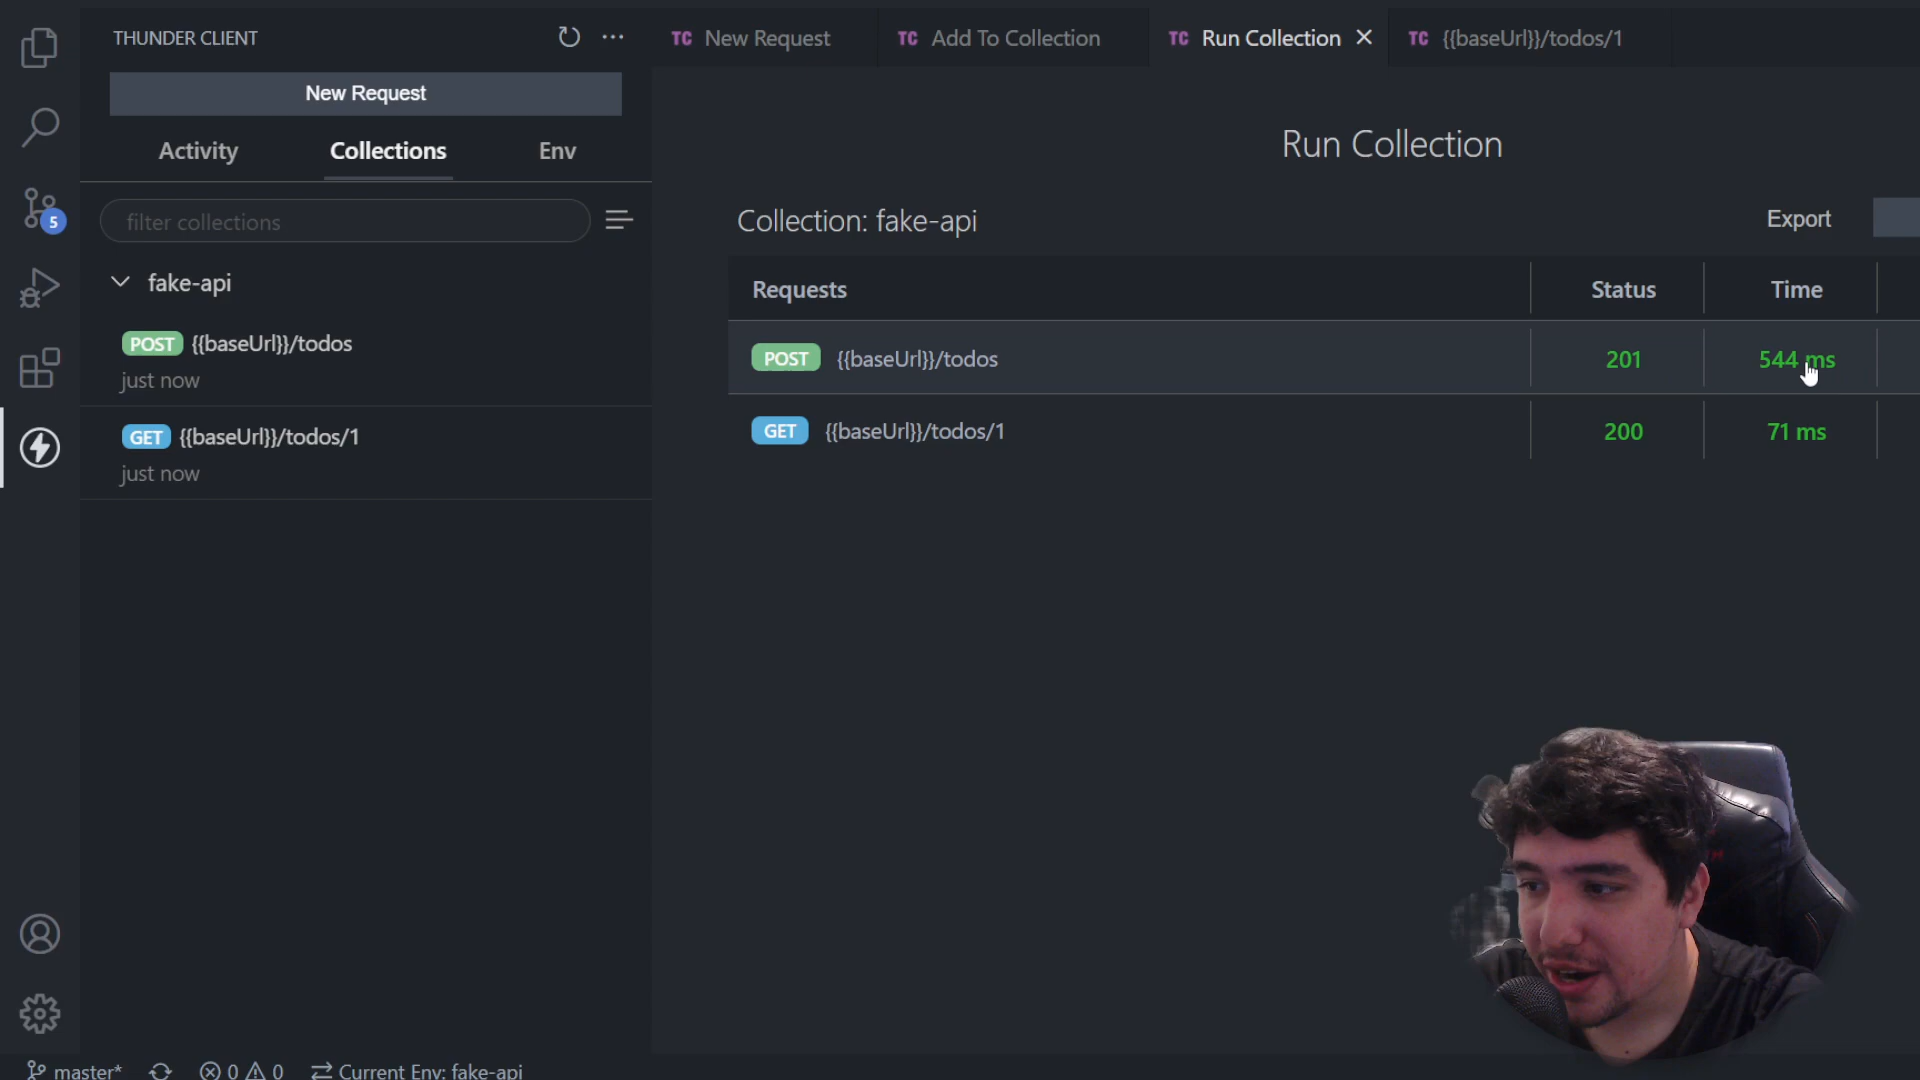 THUNDER CLIENT
New Request
Activity
Collections
Env
filter collections
fake-api
POST {{baseUrl}}/todos
just now
GET {{baseUrl}}/todos/1
just now
TC New Request
TC Add To Collection
TC Run Collection
TC {{baseUrl}}/todos/1
Run Collection
Collection: fake-api
Export
Requests
Status
Time
POST {{baseUrl}}/todos
201
544 ms
GET {{baseUrl}}/todos/1
200
71 ms
5
master*
0
0
Current Env: fake-api